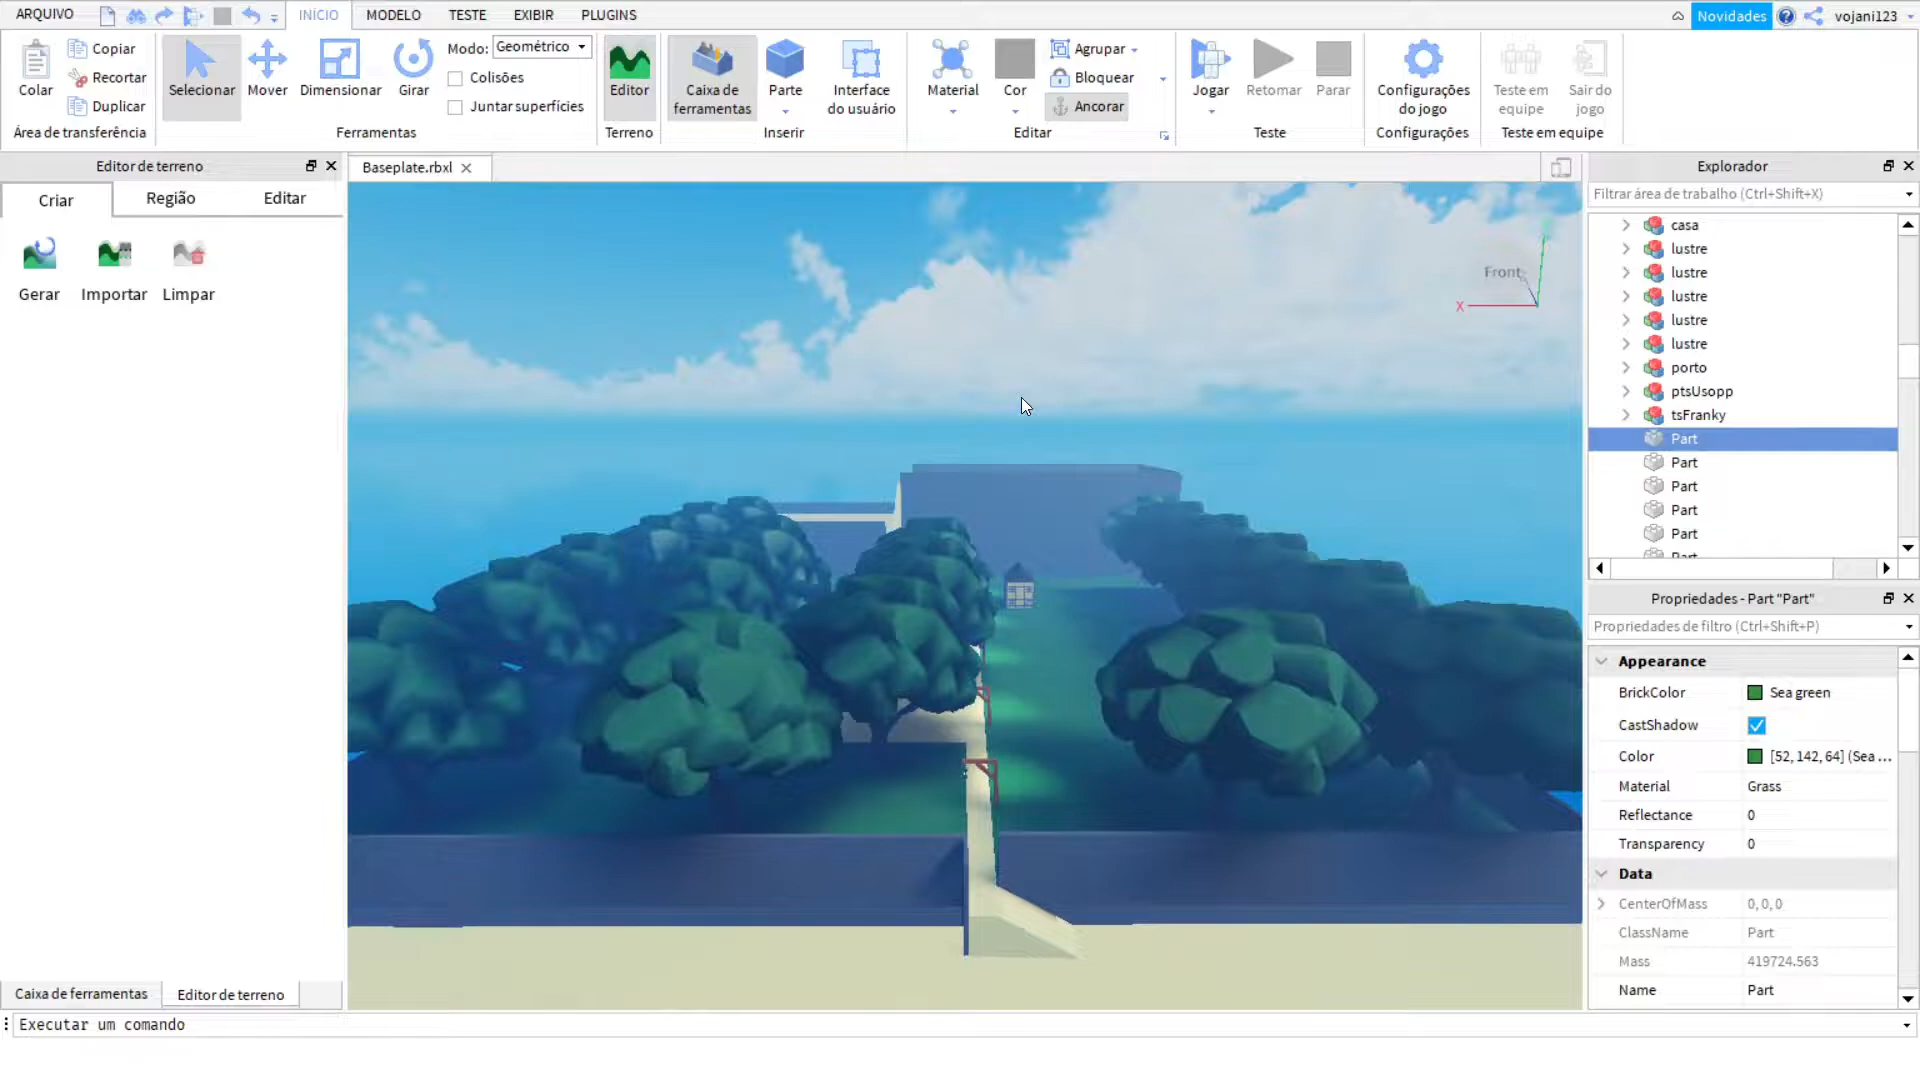 ARQUIVO INÍCIO MODELO TESTE EXIBIR PLUGINS Novidades vojani123
Colar
Copiar
Recortar
Duplicar
Área de transferência
Selecionar Mover Dimensionar Girar
Modo: Geométrico
Colisões
Juntar superfícies
Ferramentas
Editor
Terreno
Caixa de
ferramentas
Parte
Interface
do usuário
Inserir
Material Cor
Agrupar
Bloquear
Ancorar
Editar
Jogar Retomar Parar
Teste
Configurações
do jogo
Configurações
Teste em
equipe
Sair do
jogo
Teste em equipe
Editor de terreno
Criar Região Editar
Gerar Importar Limpar
Caixa de ferramentas Editor de terreno
Baseplate.rbxl
Front
X
Explorador
Filtrar área de trabalho (Ctrl+Shift+X)
casa
lustre
lustre
lustre
lustre
lustre
porto
ptsUsopp
tsFranky
Part
Part
Part
Part
Part
Part
Propriedades - Part "Part"
Propriedades de filtro (Ctrl+Shift+P)
Appearance
BrickColor Sea green
CastShadow
Color [52, 142, 64] (Sea ...
Material Grass
Reflectance 0
Transparency 0
Data
CenterOfMass 0, 0, 0
ClassName Part
Mass 419724.563
Name Part
Executar um comando